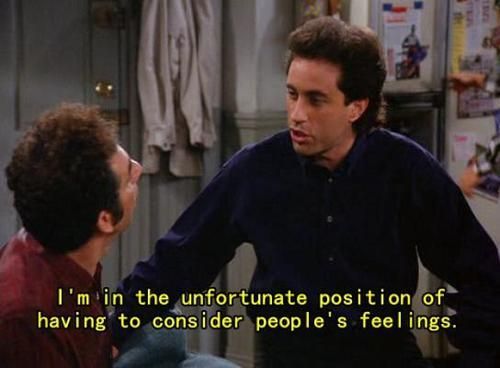 I'm in the unfortunate position of
having to consider people's feelings.